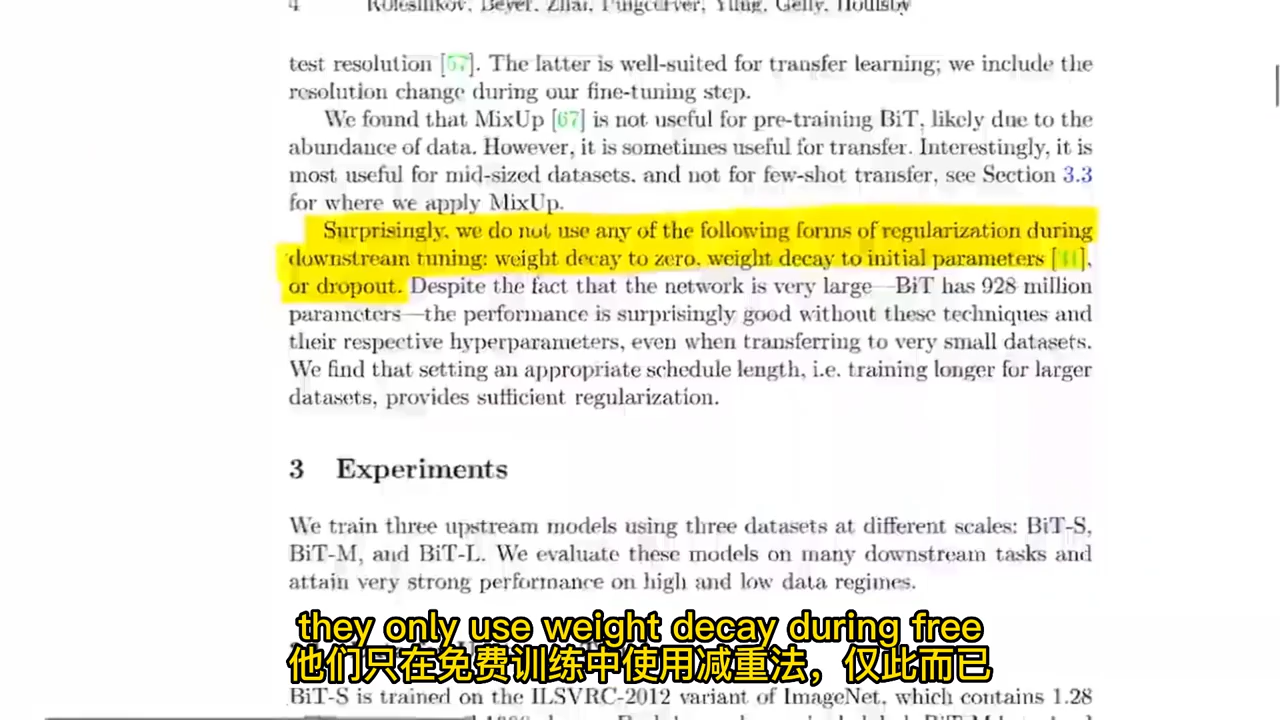 4 Kolesnikov, Beyer, Zhai, Puigcerver, Yung, Gelly, Houlsby
test resolution [57]. The latter is well-suited for transfer learning; we include the
resolution change during our fine-tuning step.
We found that MixUp [67] is not useful for pre-training BiT, likely due to the
abundance of data. However, it is sometimes useful for transfer. Interestingly, it is
most useful for mid-sized datasets, and not for few-shot transfer, see Section 3.3
for where we apply MixUp.
Surprisingly, we do not use any of the following forms of regularization during
downstream tuning: weight decay to zero, weight decay to initial parameters
or dropout. Despite the fact that the network is very large—BiT has 928 million
parameters—the performance is surprisingly good without these techniques and
their respective hyperparameters, even when transferring to very small datasets.
We find that setting an appropriate schedule length, i.e. training longer for larger
datasets, provides sufficient regularization.
3 Experiments
We train three upstream models using three datasets at different scales: BiT-S,
BiT-M, and BiT-L. We evaluate these models on many downstream tasks and
attain very strong performance on high and low data regimes.
they only use weight decay during free
他们只在免费训练中使用减重法，仅此而已
BiT-S is trained on the ILSVRC-2012 variant of ImageNet, which contains 1.28